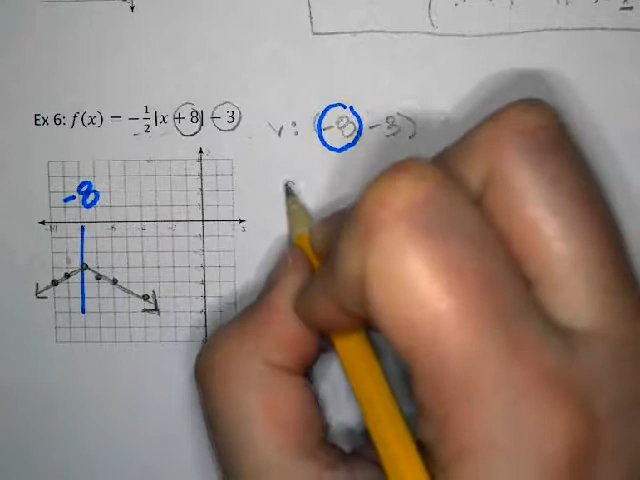 Ex 6: f(x) = -1/2|x + 8| - 3
v: (-8, -3)
-8